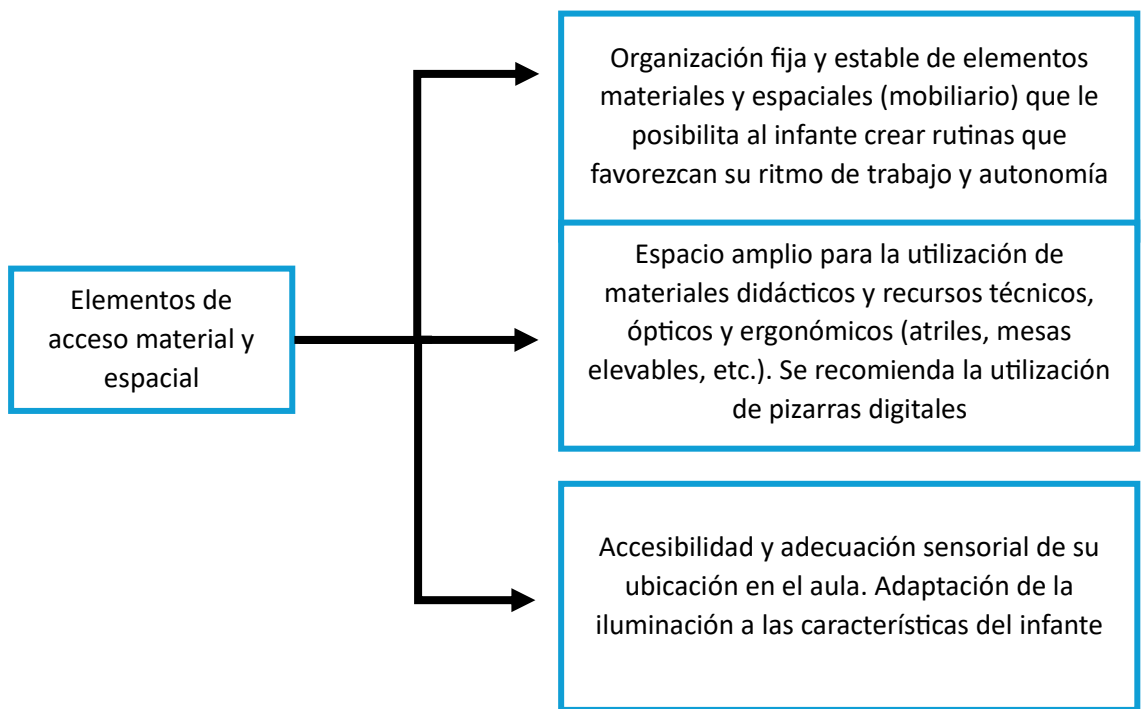 Elementos de
acceso material y
espacial
Organización fija y estable de elementos
materiales y espaciales (mobiliario) que le
posibilita al infante crear rutinas que
favorezcan su ritmo de trabajo y autonomía
Espacio amplio para la utilización de
materiales didácticos y recursos técnicos,
ópticos y ergonómicos (atriles, mesas
elevables, etc.). Se recomienda la utilización
de pizarras digitales
Accesibilidad y adecuación sensorial de su
ubicación en el aula. Adaptación de la
iluminación a las características del infante